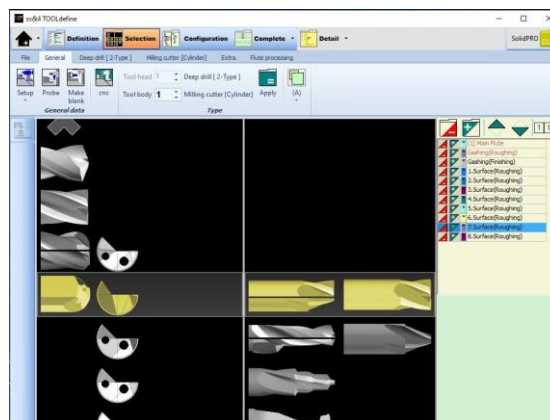 sv&4 TOOLdefine
Definition Selection Configuration Complete Detail SolidPRO
File General Deep drill [ 2-Type ] Milling cutter [Cylinder] Extra Flute processing
Tool head 1 Deep drill [ 2-Type ]
Tool body 1 Milling cutter [Cylinder] Apply (A)
Setup Probe Make blank cnc
General data Type
(1) Main Flute
Gashing(Roughing)
Gashing(Finishing)
1.Surface(Roughing)
2.Surface(Roughing)
3.Surface(Roughing)
4.Surface(Roughing)
5.Surface(Roughing)
6.Surface(Roughing)
7.Surface(Roughing)
8.Surface(Roughing)